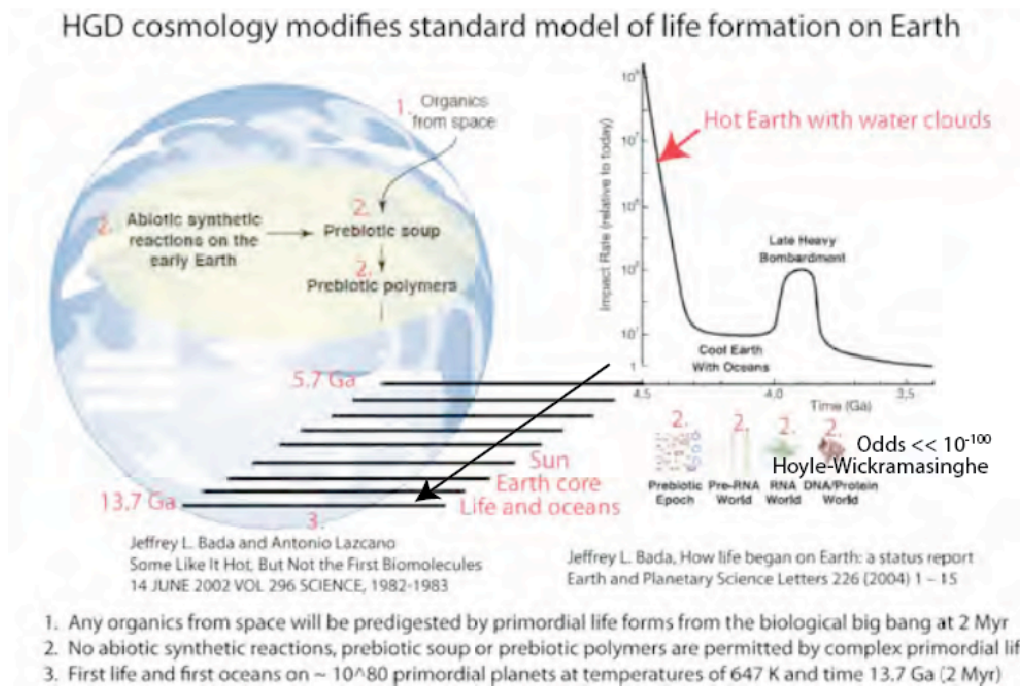 HGD cosmology modifies standard model of life formation on Earth
1. Organics
from space
2. Abiotic synthetic
reactions on the
early Earth
2.
Prebiotic soup
2.
Prebiotic polymers
5.7 Ga
13.7 Ga
3.
Sun
Earth core
Life and oceans
Jeffrey L. Bada and Antonio Lazcano
Some Like It Hot, But Not the First Biomolecules
14 JUNE 2002 VOL 296 SCIENCE, 1982-1983
Impact Rate (relative to today)
10⁷
10¹
1
Hot Earth with water clouds
Late Heavy
Bombardment
Cool Earth
With Oceans
4.5 4.0 3.5
Time (Ga)
2. 2. 2. 2.
Odds << 10⁻¹⁰⁰
Hoyle-Wickramasinghe
Prebiotic Epoch
Pre-RNA World
RNA World
DNA/Protein World
Jeffrey L. Bada, How life began on Earth: a status report
Earth and Planetary Science Letters 226 (2004) 1 – 15
1. Any organics from space will be predigested by primordial life forms from the biological big bang at 2 Myr
2. No abiotic synthetic reactions, prebiotic soup or prebiotic polymers are permitted by complex primordial lif
3. First life and first oceans on ~ 10^80 primordial planets at temperatures of 647 K and time 13.7 Ga (2 Myr)